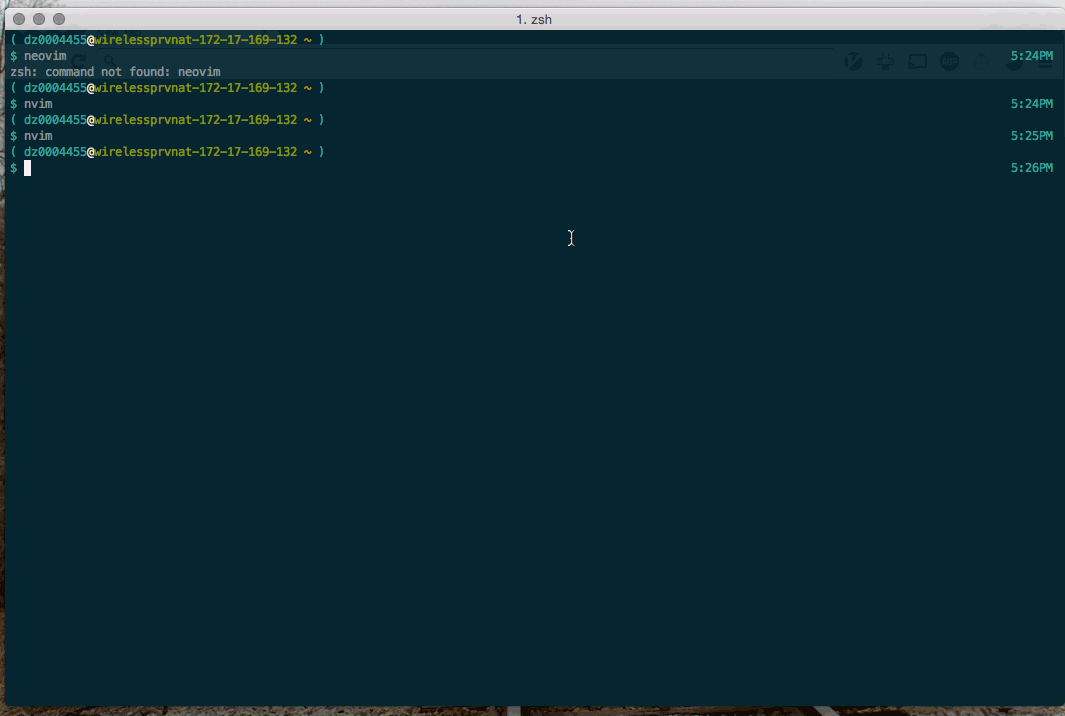 1. zsh
( dz0004455@wirelessprvnat-172-17-169-132 ~ )
$ neovim 5:24PM
zsh: command not found: neovim
( dz0004455@wirelessprvnat-172-17-169-132 ~ )
$ nvim 5:24PM
( dz0004455@wirelessprvnat-172-17-169-132 ~ )
$ nvim 5:25PM
( dz0004455@wirelessprvnat-172-17-169-132 ~ )
$ 5:26PM